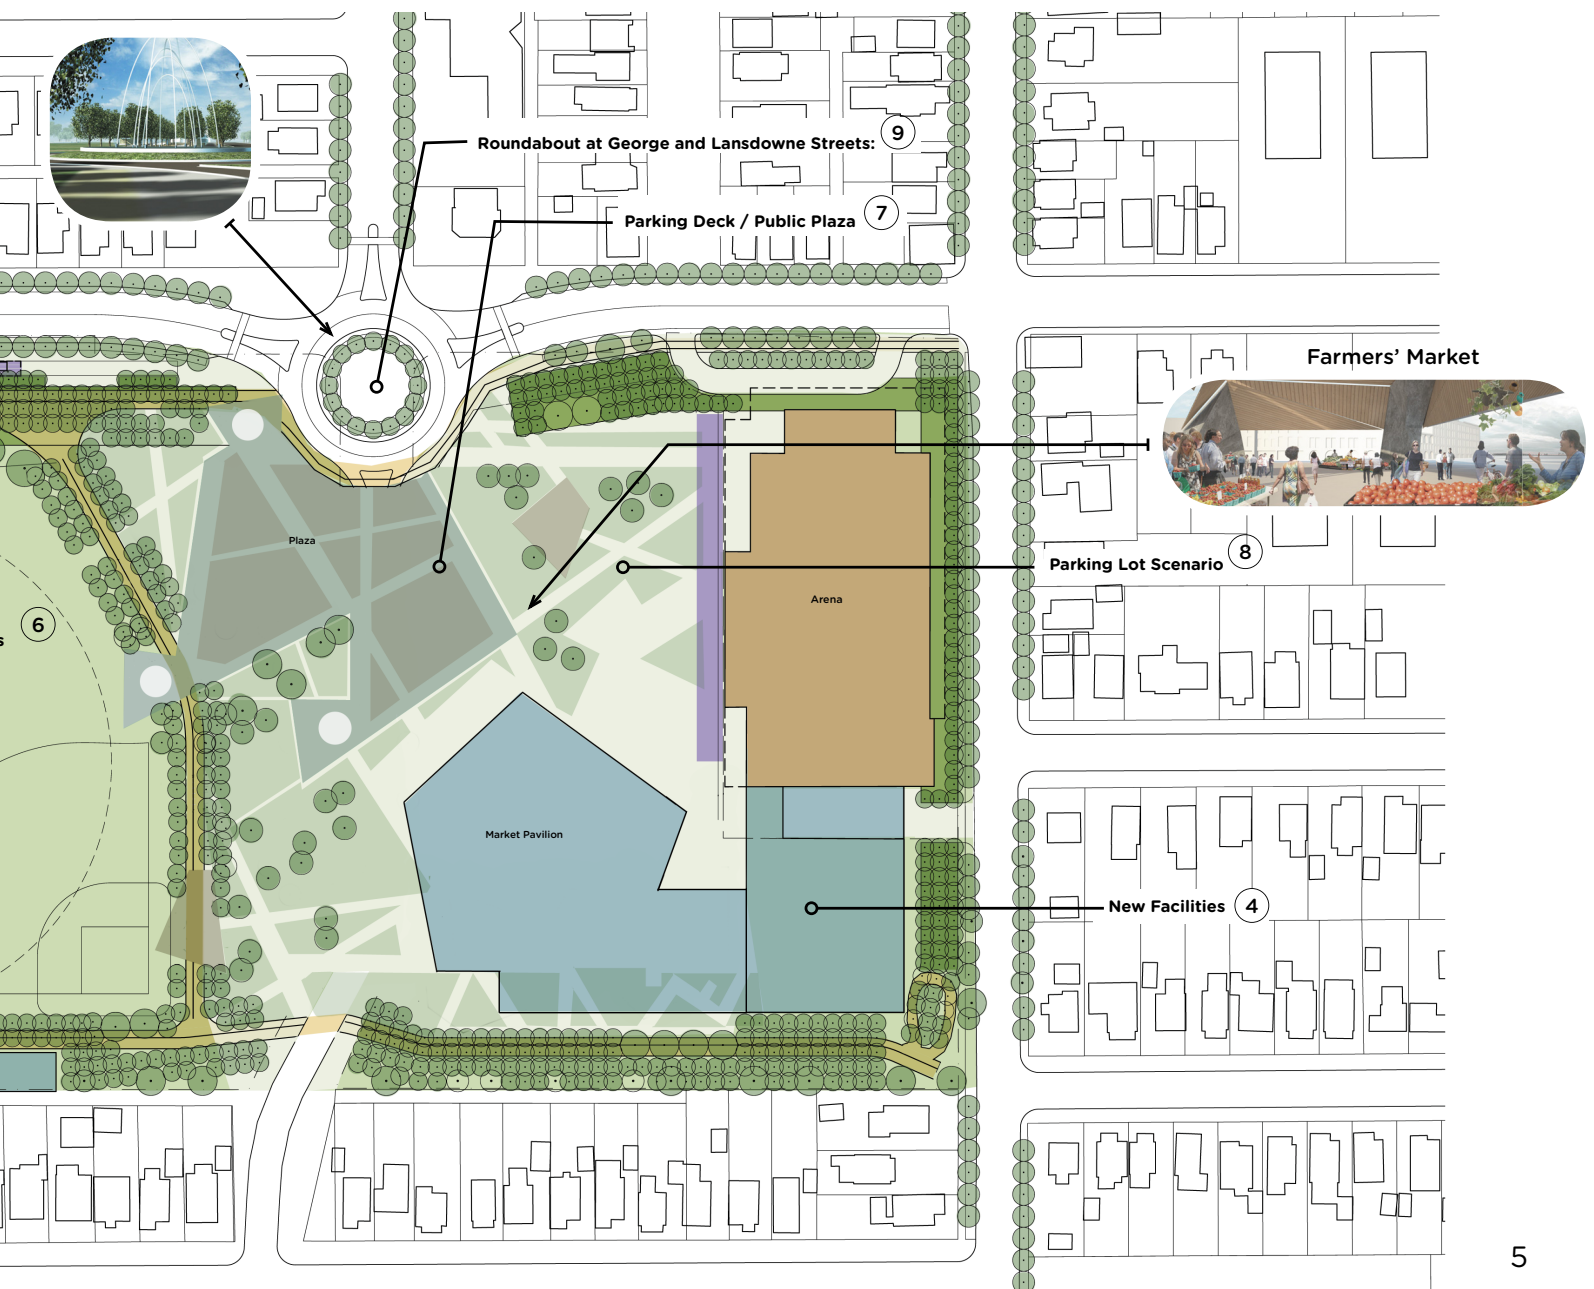 Roundabout at George and Lansdowne Streets: 9
Parking Deck / Public Plaza 7
Farmers’ Market
Plaza
Parking Lot Scenario 8
Arena
6
s
Market Pavilion
New Facilities 4
5